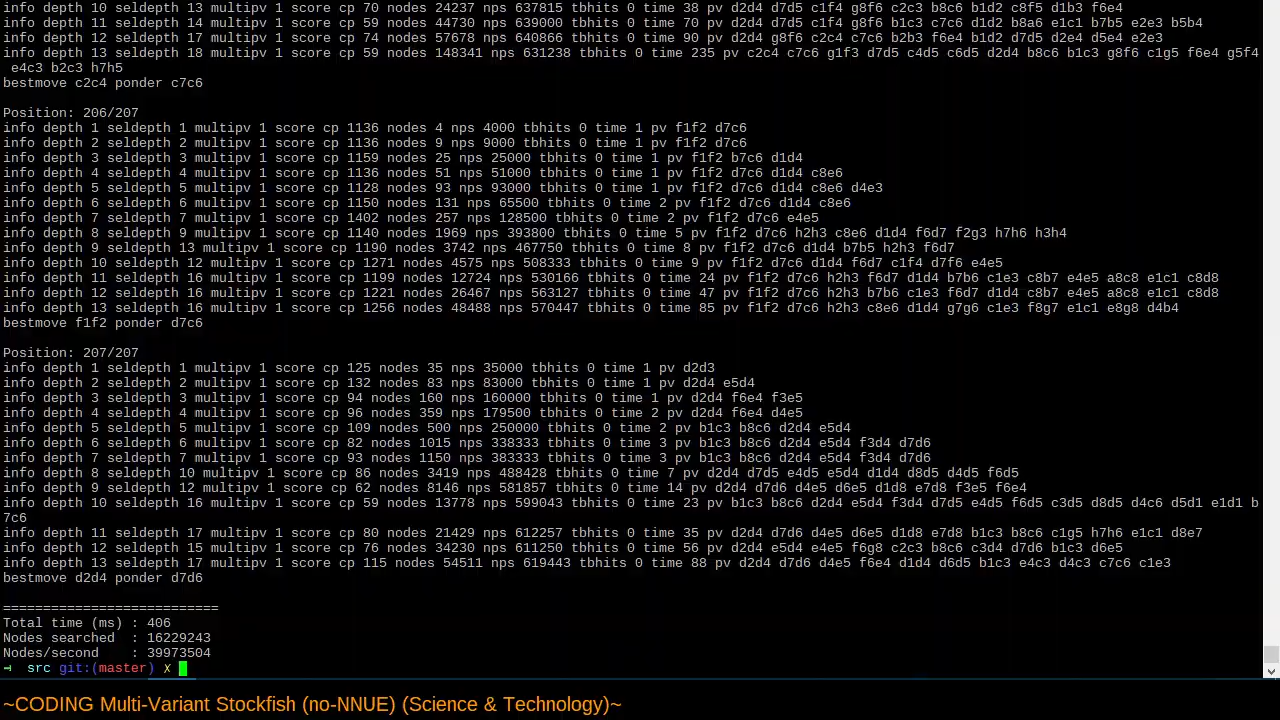 info depth 10 seldepth 13 multipv 1 score cp 70 nodes 24237 nps 637815 tbhits 0 time 38 pv d2d4 d7d5 c1f4 g8f6 c2c3 b8c6 b1d2 c8f5 d1b3 f6e4
info depth 11 seldepth 14 multipv 1 score cp 59 nodes 44730 nps 639000 tbhits 0 time 70 pv d2d4 d7d5 c1f4 g8f6 b1c3 c7c6 d1d2 b8a6 e1c1 b7b5 e2e3 b5b4
info depth 12 seldepth 17 multipv 1 score cp 74 nodes 57678 nps 640866 tbhits 0 time 90 pv d2d4 g8f6 c2c4 c7c6 b2b3 f6e4 b1d2 d7d5 d2e4 d5e4 e2e3
info depth 13 seldepth 18 multipv 1 score cp 59 nodes 148341 nps 631238 tbhits 0 time 235 pv c2c4 c7c6 g1f3 d7d5 c4d5 c6d5 d2d4 b8c6 b1c3 g8f6 c1g5 f6e4 g5f4
e4c3 b2c3 h7h5
bestmove c2c4 ponder c7c6
Position: 206/207
info depth 1 seldepth 1 multipv 1 score cp 1136 nodes 4 nps 4000 tbhits 0 time 1 pv f1f2 d7c6
info depth 2 seldepth 2 multipv 1 score cp 1136 nodes 9 nps 9000 tbhits 0 time 1 pv f1f2 d7c6
info depth 3 seldepth 3 multipv 1 score cp 1159 nodes 25 nps 25000 tbhits 0 time 1 pv f1f2 b7c6 d1d4
info depth 4 seldepth 4 multipv 1 score cp 1136 nodes 51 nps 51000 tbhits 0 time 1 pv f1f2 d7c6 d1d4 c8e6
info depth 5 seldepth 5 multipv 1 score cp 1128 nodes 93 nps 93000 tbhits 0 time 1 pv f1f2 d7c6 d1d4 c8e6 d4e3
info depth 6 seldepth 6 multipv 1 score cp 1150 nodes 131 nps 65500 tbhits 0 time 2 pv f1f2 d7c6 d1d4 c8e6
info depth 7 seldepth 7 multipv 1 score cp 1402 nodes 257 nps 128500 tbhits 0 time 2 pv f1f2 d7c6 e4e5
info depth 8 seldepth 9 multipv 1 score cp 1140 nodes 1969 nps 393800 tbhits 0 time 5 pv f1f2 d7c6 h2h3 c8e6 d1d4 f6d7 f2g3 h7h6 h3h4
info depth 9 seldepth 13 multipv 1 score cp 1190 nodes 3742 nps 467750 tbhits 0 time 8 pv f1f2 d7c6 d1d4 b7b5 h2h3 f6d7
info depth 10 seldepth 12 multipv 1 score cp 1271 nodes 4575 nps 508333 tbhits 0 time 9 pv f1f2 d7c6 d1d4 f6d7 c1f4 d7f6 e4e5
info depth 11 seldepth 16 multipv 1 score cp 1199 nodes 12724 nps 530166 tbhits 0 time 24 pv f1f2 d7c6 h2h3 f6d7 d1d4 b7b6 c1e3 c8b7 e4e5 a8c8 e1c1 c8d8
info depth 12 seldepth 16 multipv 1 score cp 1221 nodes 26467 nps 563127 tbhits 0 time 47 pv f1f2 d7c6 h2h3 b7b6 c1e3 f6d7 d1d4 c8b7 e4e5 a8c8 e1c1 c8d8
info depth 13 seldepth 16 multipv 1 score cp 1256 nodes 48488 nps 570447 tbhits 0 time 85 pv f1f2 d7c6 h2h3 c8e6 d1d4 g7g6 c1e3 f8g7 e1c1 e8g8 d4b4
bestmove f1f2 ponder d7c6
Position: 207/207
info depth 1 seldepth 1 multipv 1 score cp 125 nodes 35 nps 35000 tbhits 0 time 1 pv d2d3
info depth 2 seldepth 2 multipv 1 score cp 132 nodes 83 nps 83000 tbhits 0 time 1 pv d2d4 e5d4
info depth 3 seldepth 3 multipv 1 score cp 94 nodes 160 nps 160000 tbhits 0 time 1 pv d2d4 f6e4 f3e5
info depth 4 seldepth 4 multipv 1 score cp 96 nodes 359 nps 179500 tbhits 0 time 2 pv d2d4 f6e4 d4e5
info depth 5 seldepth 5 multipv 1 score cp 109 nodes 500 nps 250000 tbhits 0 time 2 pv b1c3 b8c6 d2d4 e5d4
info depth 6 seldepth 6 multipv 1 score cp 82 nodes 1015 nps 338333 tbhits 0 time 3 pv b1c3 b8c6 d2d4 e5d4 f3d4 d7d6
info depth 7 seldepth 7 multipv 1 score cp 93 nodes 1150 nps 383333 tbhits 0 time 3 pv b1c3 b8c6 d2d4 e5d4 f3d4 d7d6
info depth 8 seldepth 10 multipv 1 score cp 86 nodes 3419 nps 488428 tbhits 0 time 7 pv d2d4 d7d5 e4d5 e5d4 d1d4 d8d5 d4d5 f6d5
info depth 9 seldepth 12 multipv 1 score cp 62 nodes 8146 nps 581857 tbhits 0 time 14 pv d2d4 d7d6 d4e5 d6e5 d1d8 e7d8 f3e5 f6e4
info depth 10 seldepth 16 multipv 1 score cp 59 nodes 13778 nps 599043 tbhits 0 time 23 pv b1c3 b8c6 d2d4 e5d4 f3d4 d7d5 e4d5 f6d5 c3d5 d8d5 d4c6 d5d1 e1d1 b
7c6
info depth 11 seldepth 17 multipv 1 score cp 80 nodes 21429 nps 612257 tbhits 0 time 35 pv d2d4 d7d6 d4e5 d6e5 d1d8 e7d8 b1c3 b8c6 c1g5 h7h6 e1c1 d8e7
info depth 12 seldepth 15 multipv 1 score cp 76 nodes 34230 nps 611250 tbhits 0 time 56 pv d2d4 e5d4 e4e5 f6g8 c2c3 b8c6 c3d4 d7d6 b1c3 d6e5
info depth 13 seldepth 17 multipv 1 score cp 115 nodes 54511 nps 619443 tbhits 0 time 88 pv d2d4 d7d6 d4e5 f6e4 d1d4 d6d5 b1c3 e4c3 d4c3 c7c6 c1e3
bestmove d2d4 ponder d7d6
===========================
Total time (ms) : 406
Nodes searched : 16229243
Nodes/second : 39973504
src git:(master) ✗
~CODING Multi-Variant Stockfish (no-NNUE) (Science & Technology)~